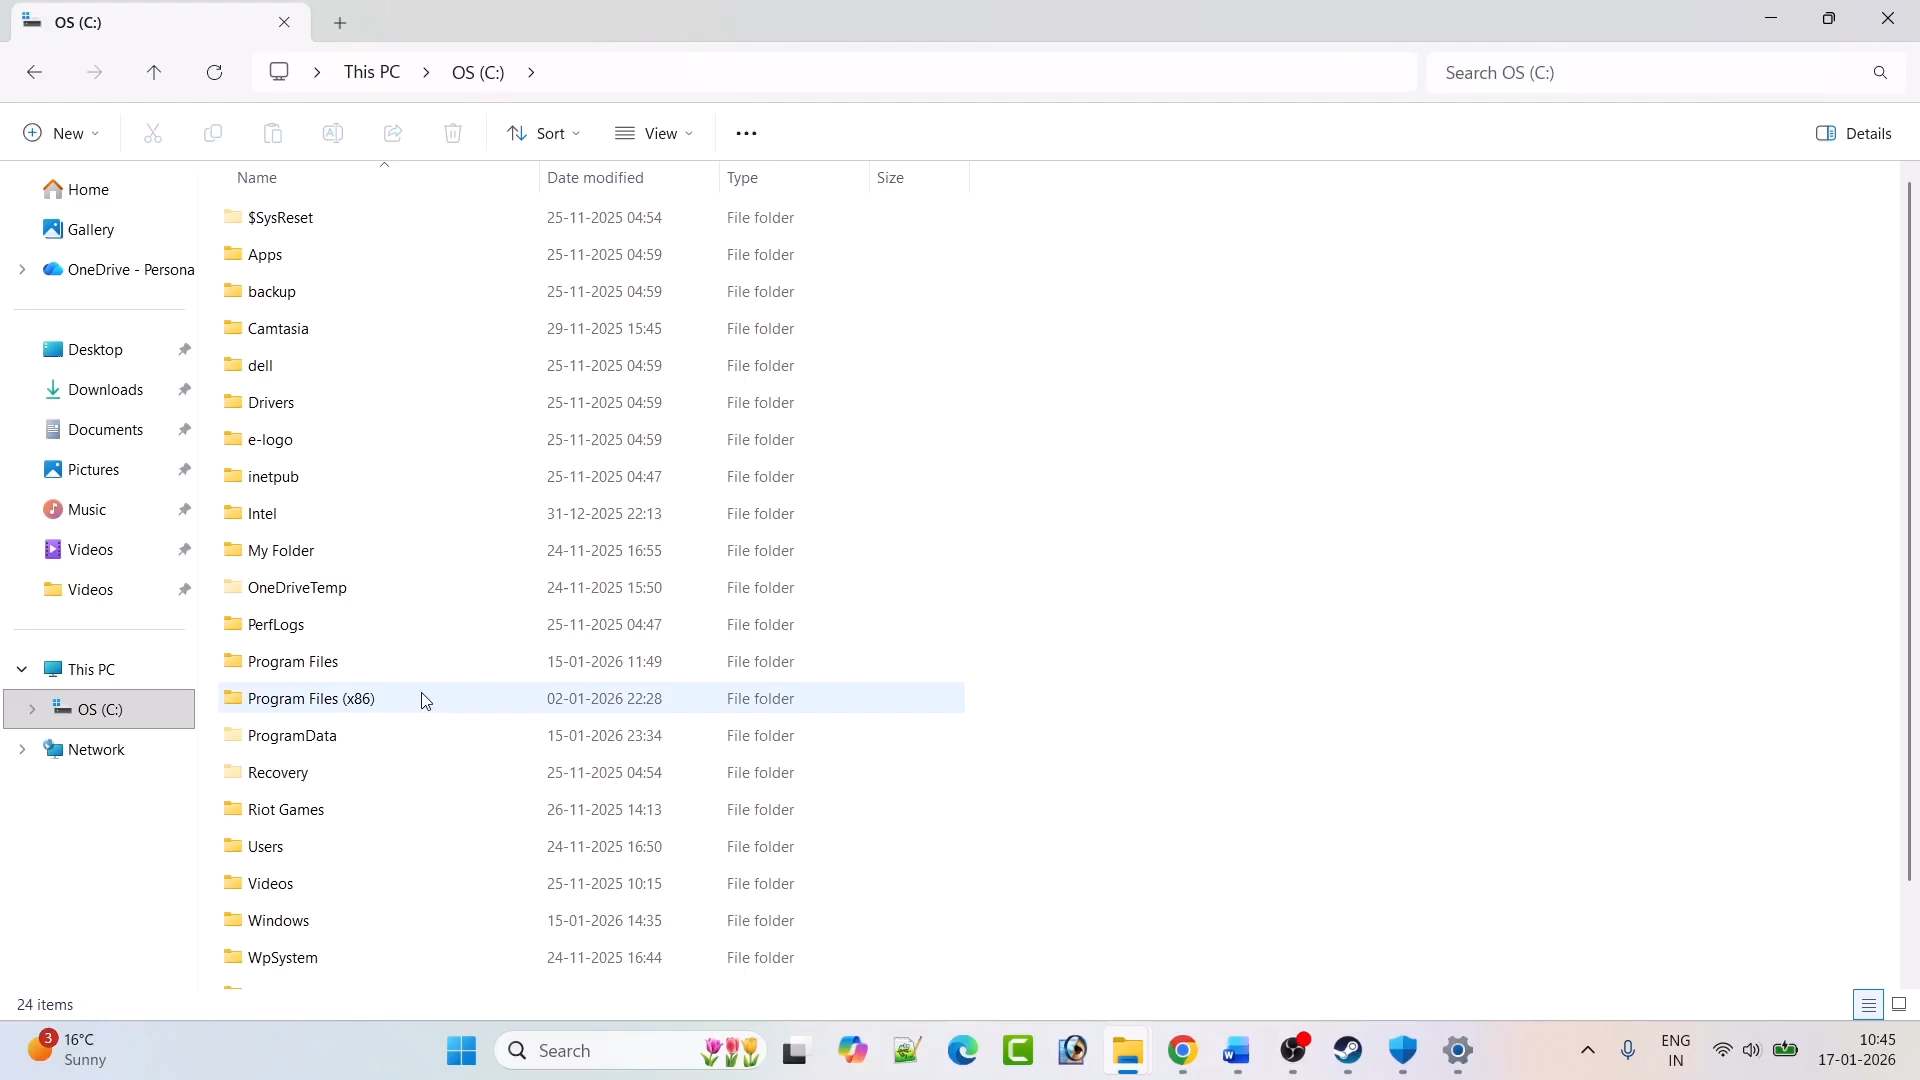 OS (C:)
This PC > OS (C:) >
Search OS (C:)
New
Sort
View
Details
Name Date modified Type Size
Home
Gallery
OneDrive - Persona
Desktop
Downloads
Documents
Pictures
Music
Videos
Videos
This PC
OS (C:)
Network
$SysReset 25-11-2025 04:54 File folder
Apps 25-11-2025 04:59 File folder
backup 25-11-2025 04:59 File folder
Camtasia 29-11-2025 15:45 File folder
dell 25-11-2025 04:59 File folder
Drivers 25-11-2025 04:59 File folder
e-logo 25-11-2025 04:59 File folder
inetpub 25-11-2025 04:47 File folder
Intel 31-12-2025 22:13 File folder
My Folder 24-11-2025 16:55 File folder
OneDriveTemp 24-11-2025 15:50 File folder
PerfLogs 25-11-2025 04:47 File folder
Program Files 15-01-2026 11:49 File folder
Program Files (x86) 02-01-2026 22:28 File folder
ProgramData 15-01-2026 23:34 File folder
Recovery 25-11-2025 04:54 File folder
Riot Games 26-11-2025 14:13 File folder
Users 24-11-2025 16:50 File folder
Videos 25-11-2025 10:15 File folder
Windows 15-01-2026 14:35 File folder
WpSystem 24-11-2025 16:44 File folder
24 items
3 16°C
Sunny
Search
ENG
IN
10:45
17-01-2026